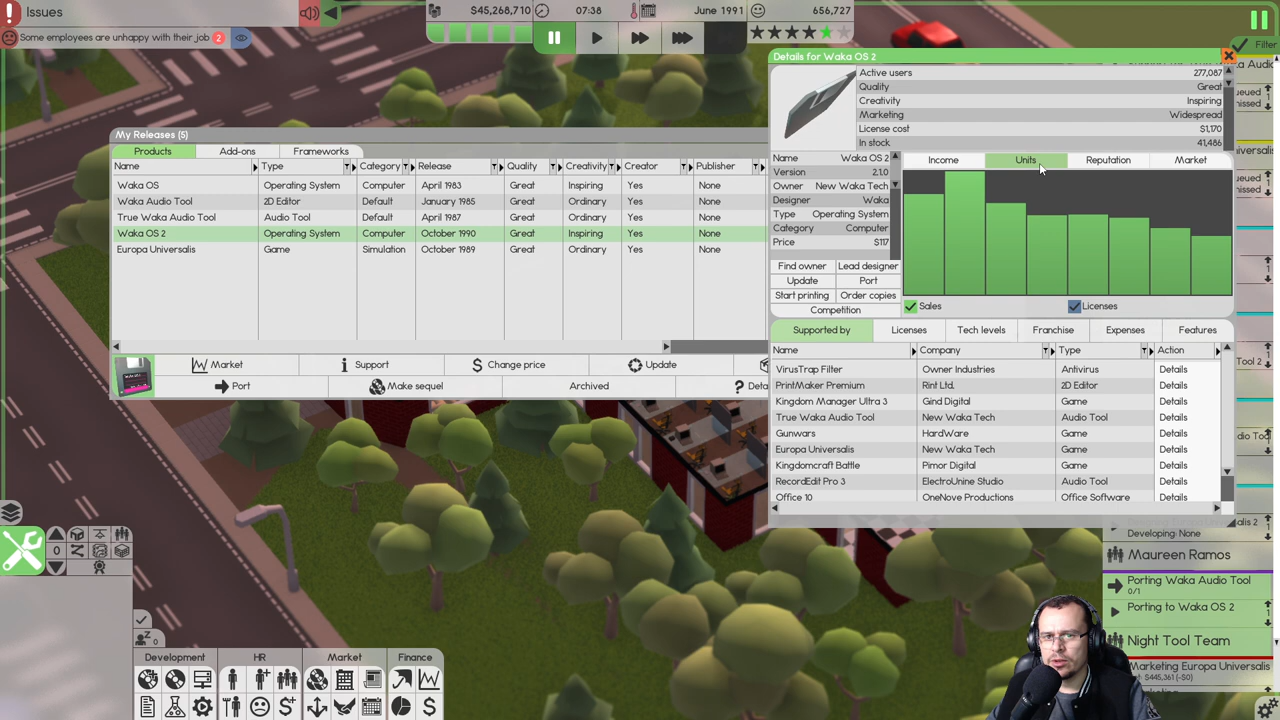 Issues
Some employees are unhappy with their job 2
$45,268,710
07:38
June 1991
656,727
Filter
My Releases (5)
Products
Add-ons
Frameworks
Name Type Category Release Quality Creativity Creator Publisher
Waka OS Operating System Computer April 1983 Great Inspiring Yes None
Waka Audio Tool 2D Editor Default January 1985 Great Ordinary Yes None
True Waka Audio Tool Audio Tool Default April 1987 Great Ordinary Yes None
Waka OS 2 Operating System Computer October 1990 Great Inspiring Yes None
Europa Universalis Game Simulation October 1989 Great Ordinary Yes None
Market
Support
Change price
Update
Port
Make sequel
Archived
Deta
Details for Waka OS 2
Active users 277,087
Quality Great
Creativity Inspiring
Marketing Widespread
License cost $1,170
In stock 41,486
Name Waka OS 2
Version 2.1.0
Owner New Waka Tech
Designer Waka
Type Operating System
Category Computer
Price $117
Find owner
Lead designer
Update
Port
Start printing
Order copies
Competition
Income
Units
Reputation
Market
Sales
Licenses
Supported by
Licenses
Tech levels
Franchise
Expenses
Features
Name Company Type Action
VirusTrap Filter Owner Industries Antivirus Details
PrintMaker Premium Rint Ltd. 2D Editor Details
Kingdom Manager Ultra 3 Gind Digital Game Details
True Waka Audio Tool New Waka Tech Audio Tool Details
Gunwars HardWare Game Details
Europa Universalis New Waka Tech Game Details
Kingdomcraft Battle Pimor Digital Game Details
RecordEdit Pro 3 ElectroUnine Studio Audio Tool Details
Office 10 OneNove Productions Office Software Details
Developing: None
Maureen Ramos
Porting Waka Audio Tool
0/1
Porting to Waka OS 2
Night Tool Team
Marketing Europa Universalis
$445,361 (-$0)
0
0
Development
HR
Market
Finance